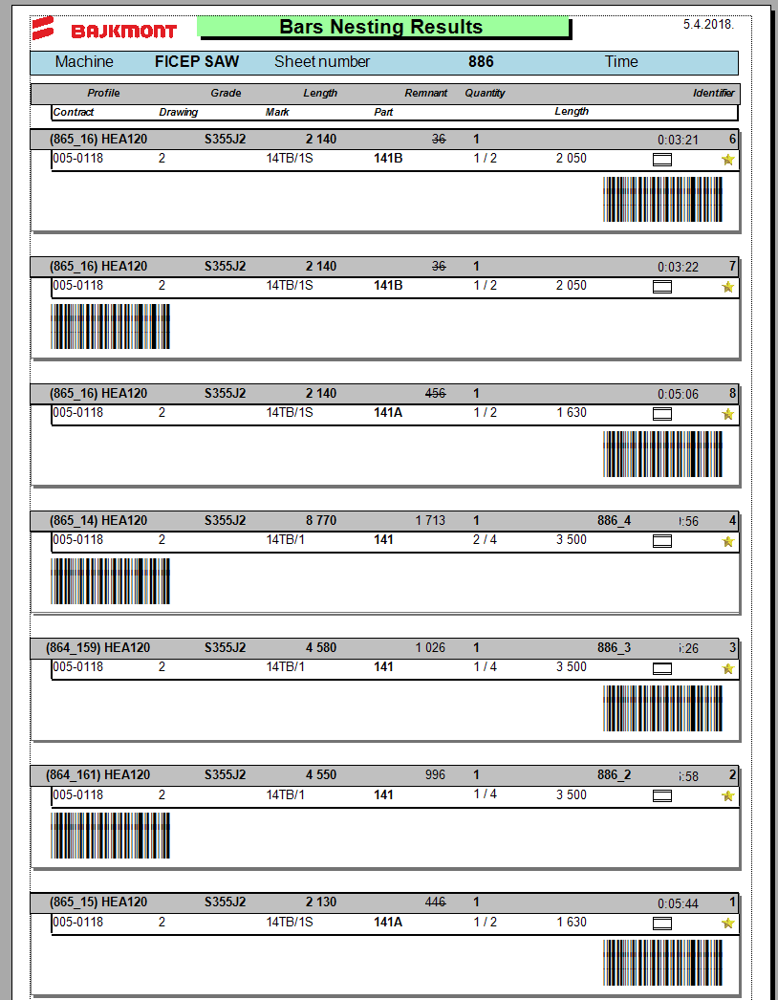 BAJKMONT Bars Nesting Results 5.4.2018.
Machine FICEP SAW Sheet number 886 Time
Profile Grade Length Remnant Quantity Identifier
Contract Drawing Mark Part Length
(865_16) HEA120 S355J2 2 140 36 1 0:03:21 6
005-0118 2 14TB/1S 141B 1 / 2 2 050
(865_16) HEA120 S355J2 2 140 36 1 0:03:22 7
005-0118 2 14TB/1S 141B 1 / 2 2 050
(865_16) HEA120 S355J2 2 140 456 1 0:05:06 8
005-0118 2 14TB/1S 141A 1 / 2 1 630
(865_14) HEA120 S355J2 8 770 1 713 1 886_4 :56 4
005-0118 2 14TB/1 141 2 / 4 3 500
(864_159) HEA120 S355J2 4 580 1 026 1 886_3 :26 3
005-0118 2 14TB/1 141 1 / 4 3 500
(864_161) HEA120 S355J2 4 550 996 1 886_2 :58 2
005-0118 2 14TB/1 141 1 / 4 3 500
(865_15) HEA120 S355J2 2 130 446 1 0:05:44 1
005-0118 2 14TB/1S 141A 1 / 2 1 630